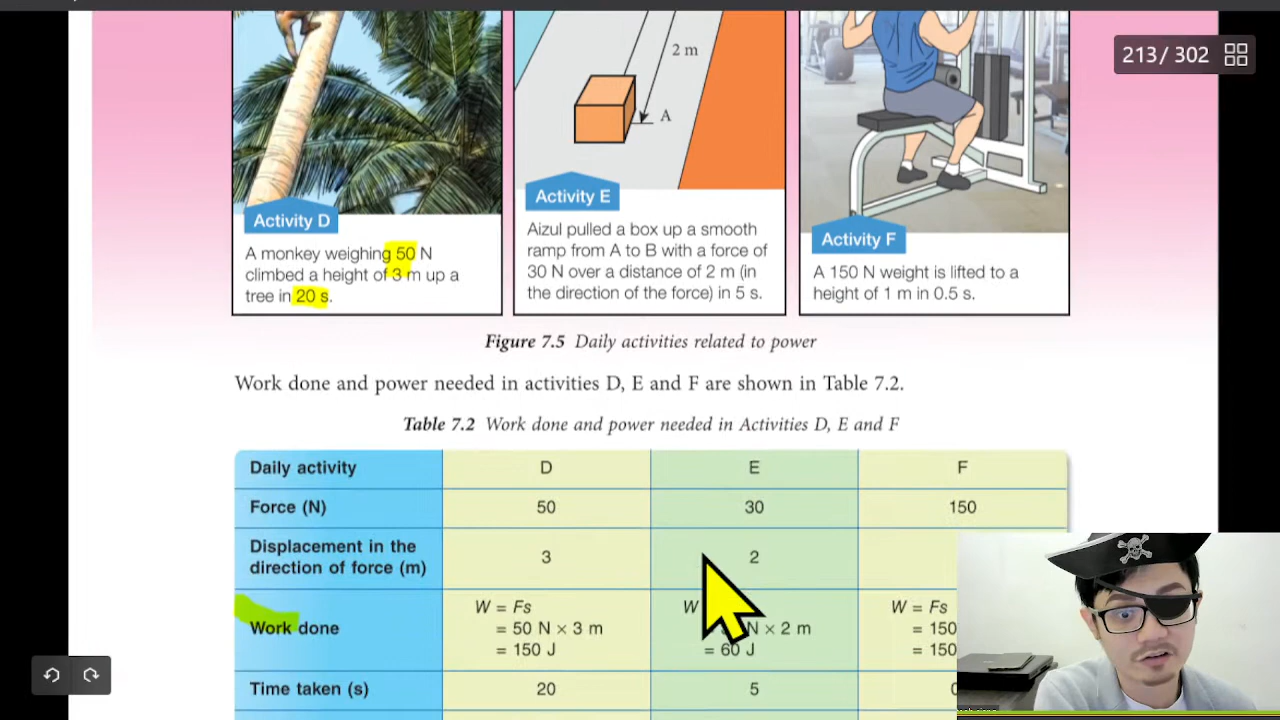 213/ 302
2 m
A
Activity D
A monkey weighing 50 N
climbed a height of 3 m up a
tree in 20 s.
Activity E
Aizul pulled a box up a smooth
ramp from A to B with a force of
30 N over a distance of 2 m (in
the direction of the force) in 5 s.
Activity F
A 150 N weight is lifted to a
height of 1 m in 0.5 s.
Figure 7.5 Daily activities related to power
Work done and power needed in activities D, E and F are shown in Table 7.2.
Table 7.2 Work done and power needed in Activities D, E and F
Daily activity D E F
Force (N) 50 30 150
Displacement in the
direction of force (m) 3 2
Work done
W = Fs
= 50 N × 3 m
= 150 J
W
N × 2 m
= 60 J
W = Fs
= 150
= 150
Time taken (s) 20 5